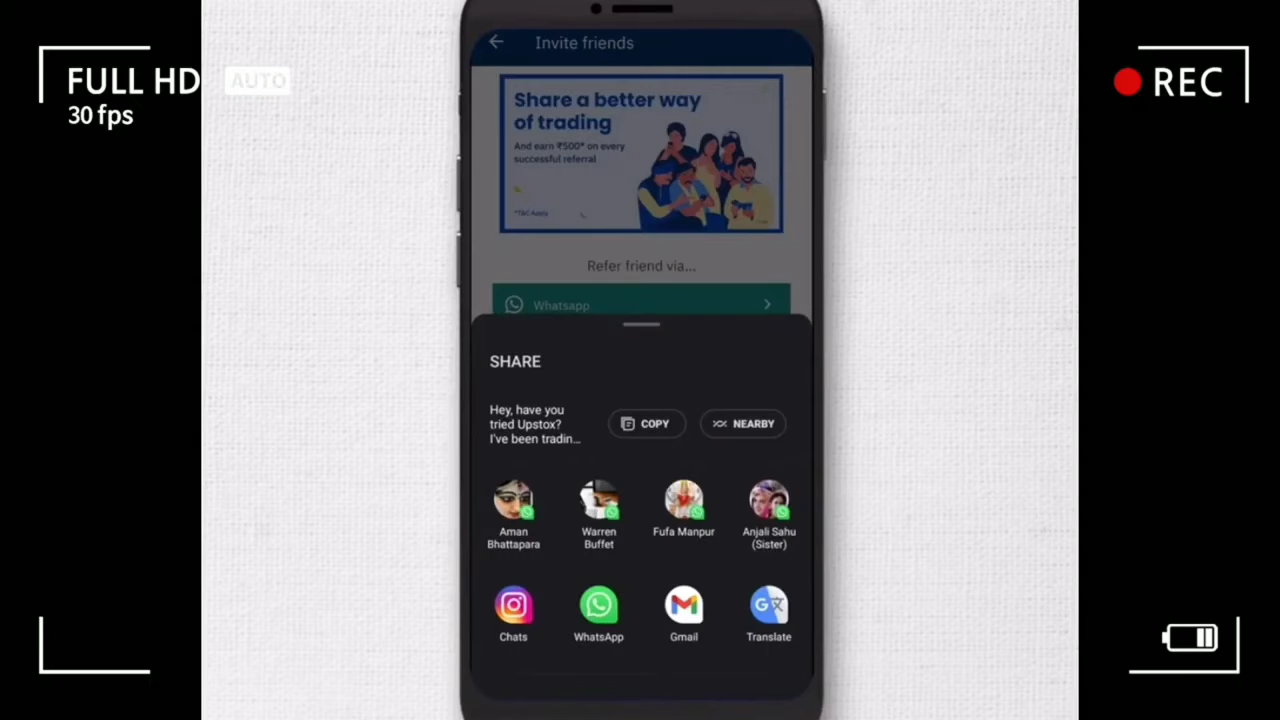 FULL HD
AUTO
30 fps
REC
Invite friends
Share a better way
of trading
And earn ₹500* on every
successful referral
*T&C Apply
Refer friend via...
Whatsapp
SHARE
Hey, have you
tried Upstox?
I've been tradin...
COPY
NEARBY
Aman
Bhattapara
Warren
Buffet
Fufa Manpur
Anjali Sahu
(Sister)
Chats
WhatsApp
Gmail
Translate